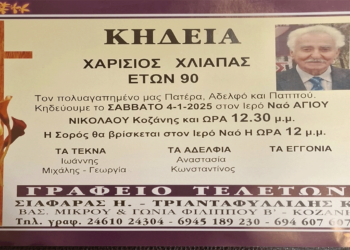 ΚΗΔΕΙΑ
ΧΑΡΙΣΙΟΣ ΧΛΙΑΠΑΣ
ΕΤΩΝ 90
Τον πολυαγαπημένο μας Πατέρα, Αδελφό και Παππού.
Κηδεύουμε το ΣΑΒΒΑΤΟ 4-1-2025 στον Ιερό Ναό ΑΓΙΟΥ
ΝΙΚΟΛΑΟΥ Κοζάνης και ΩΡΑ 12.30 μ.μ.
Η Σορός θα βρίσκεται στον Ιερό Ναό Η ΩΡΑ 12 μ.μ.
ΤΑ ΤΕΚΝΑ ΤΑ ΑΔΕΛΦΙΑ ΤΑ ΕΓΓΟΝΙΑ
Ιωάννης Αναστασία
Μιχάλης - Γεωργία Κωνσταντίνος
ΓΡΑΦΕΙΟ ΤΕΛΕΤΩΝ
ΣΙΑΦΑΡΑΣ Η. - ΤΡΙΑΝΤΑΦΥΛΛΙΔΗΣ
ΒΑΣ. ΜΙΚΡΟΥ & ΓΩΝΙΑ ΦΙΛΙΠΠΟΥ Β' - ΚΟΖΑΝΗ
Τηλ. γραφ. 24610 24304 - 6945 189 230 - 694 607